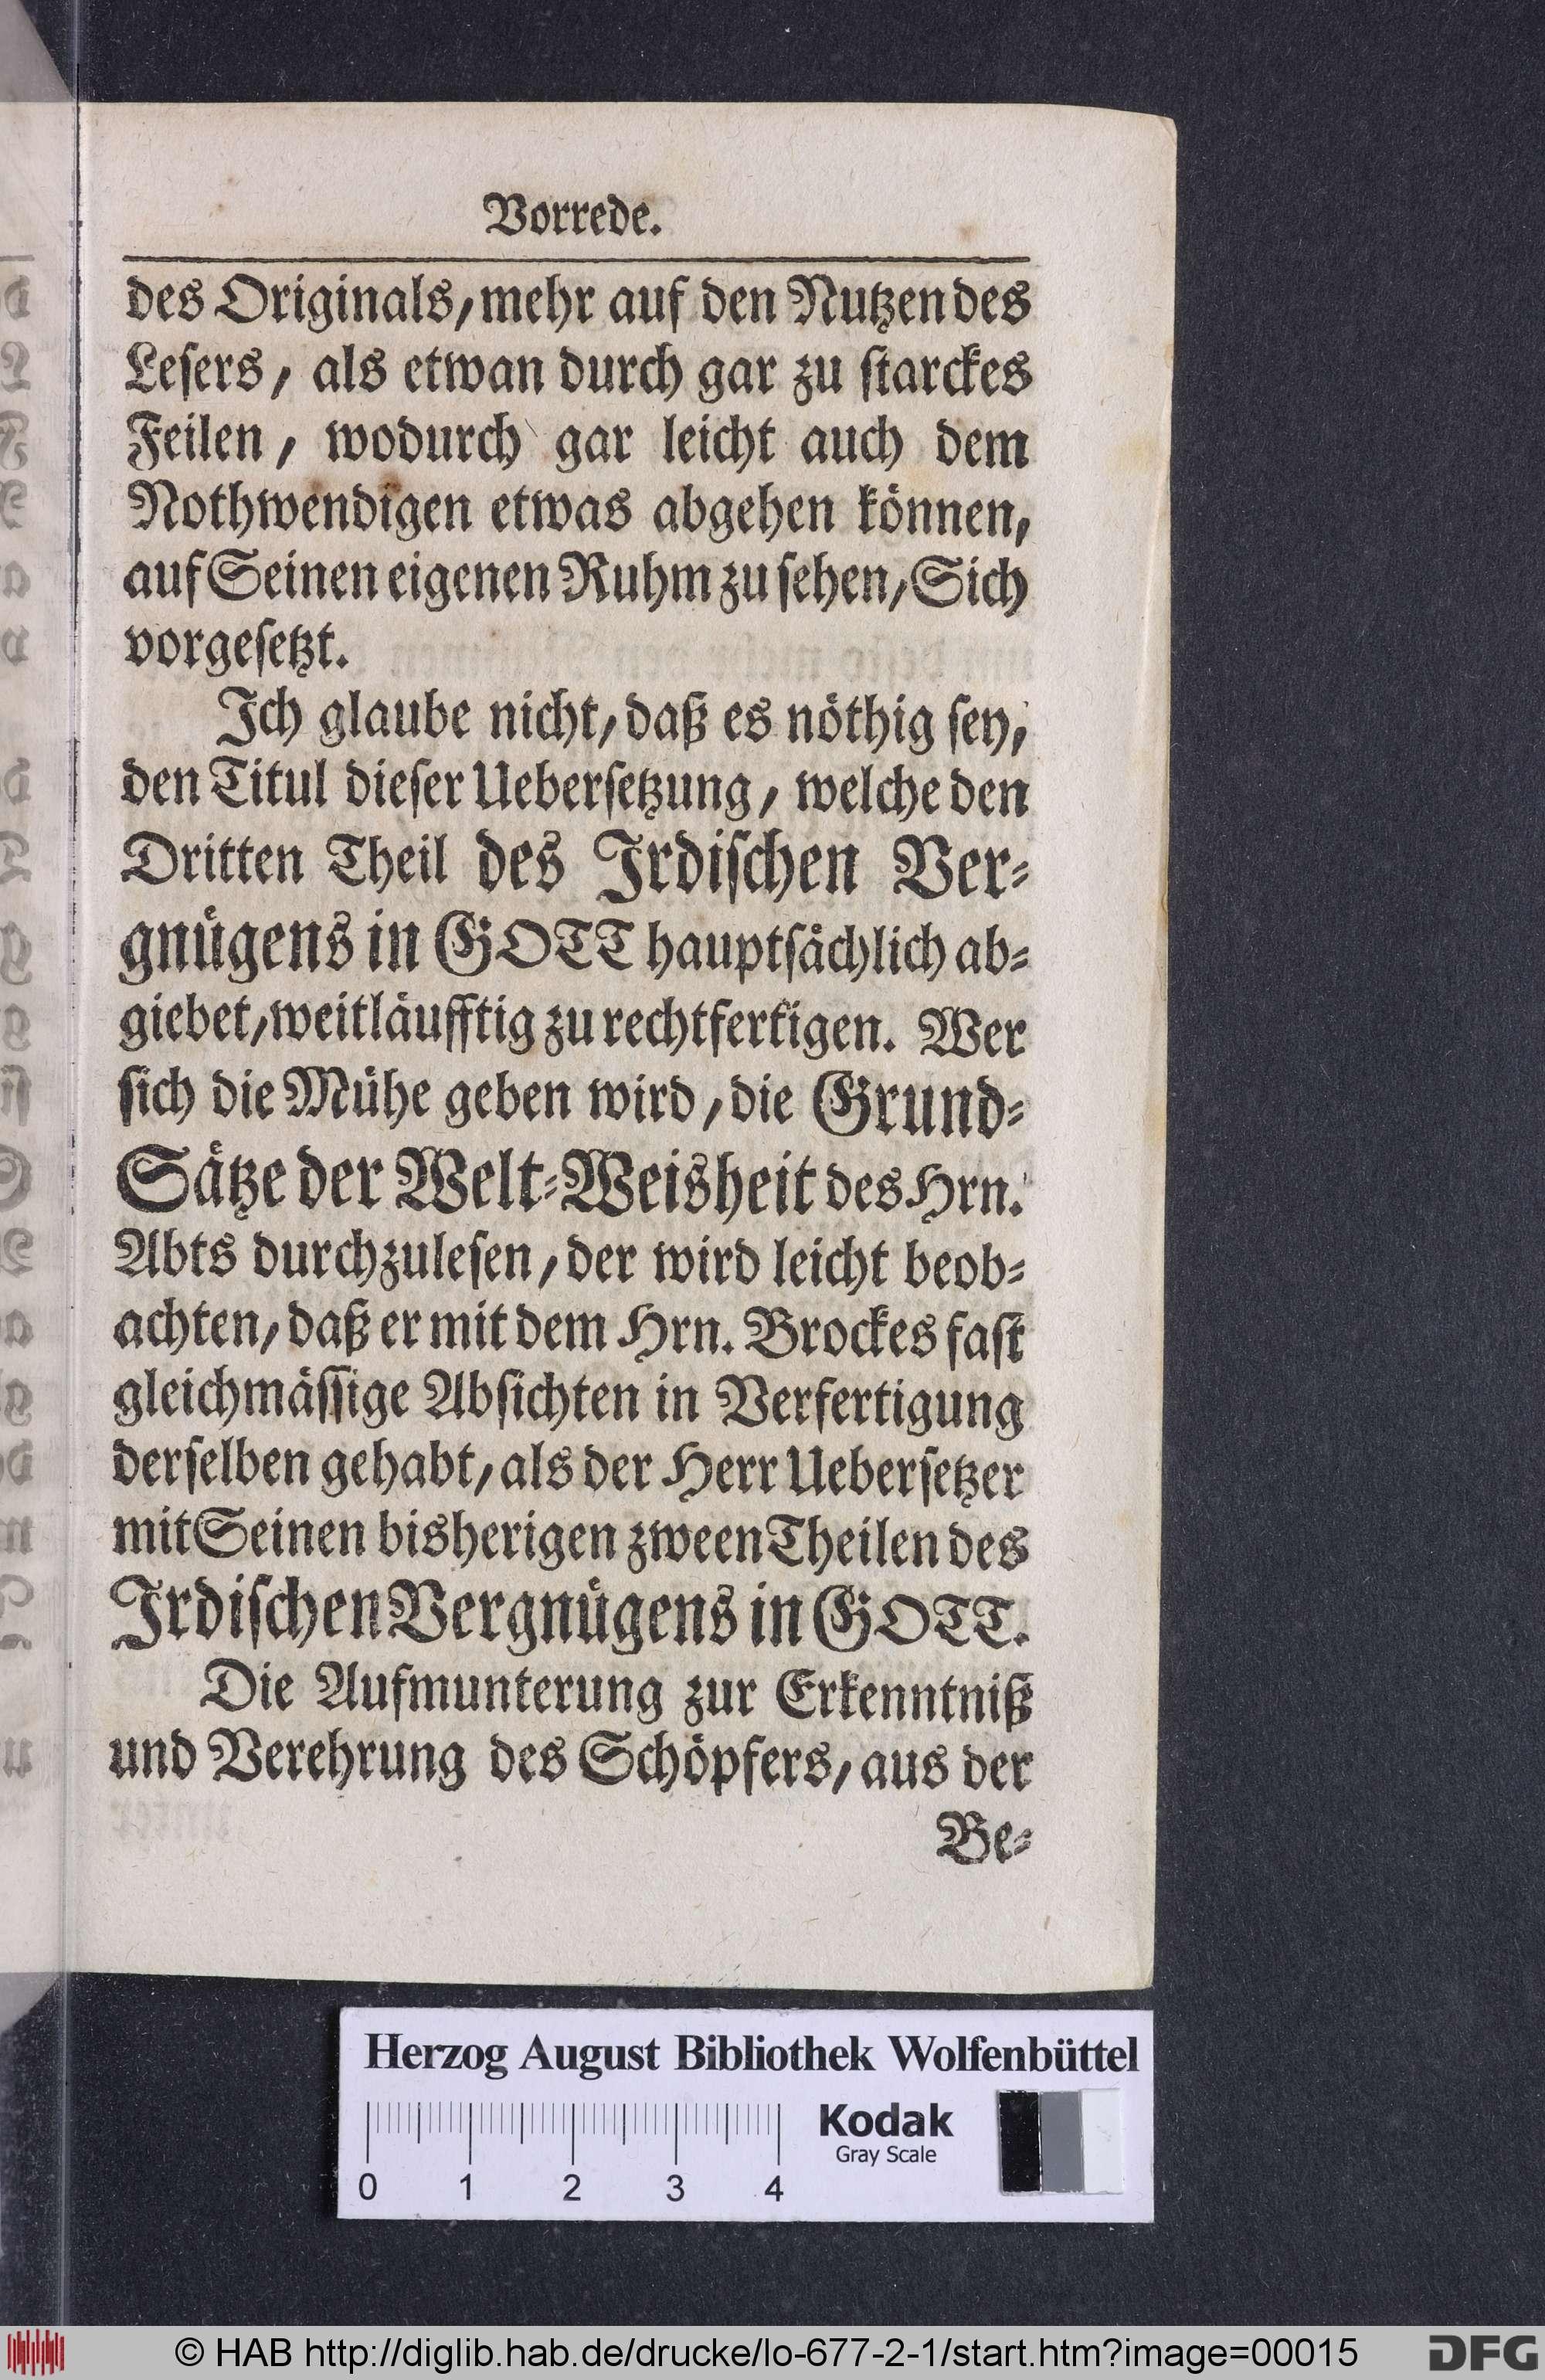 Vorrede.
des Originals, mehr auf den Nutzen des
Leſers, als etwan durch gar zu ſtarckes
Feilen, wodurch gar leicht auch dem
Nothwendigen etwas abgehen können,
auf Seinen eigenen Ruhm zu ſehen, Sich
vorgeſetzt.
Ich glaube nicht, daß es nöthig ſey,
den Titul dieſer Ueberſetzung, welche den
Dritten Theil des Irdiſchen Ver-
gnügens in GOTT hauptſächlich ab-
giebet, weitläufftig zu rechtfertigen. Wer
ſich die Mühe geben wird, die Grund-
Sätze der Welt-Weisheit des Hrn.
Abts durchzuleſen, der wird leicht beob-
achten, daß er mit dem Hrn. Brockes faſt
gleichmäſſige Abſichten in Verfertigung
derſelben gehabt, als der Herr Ueberſetzer
mit Seinen bisherigen zween Theilen des
Irdiſchen Vergnügens in GOTT.
Die Aufmunterung zur Erkenntniß
und Verehrung des Schöpfers, aus der
Be-
Herzog August Bibliothek Wolfenbüttel
Kodak
Gray Scale
0 1 2 3 4
© HAB http://diglib.hab.de/drucke/lo-677-2-1/start.htm?image=00015
DFG